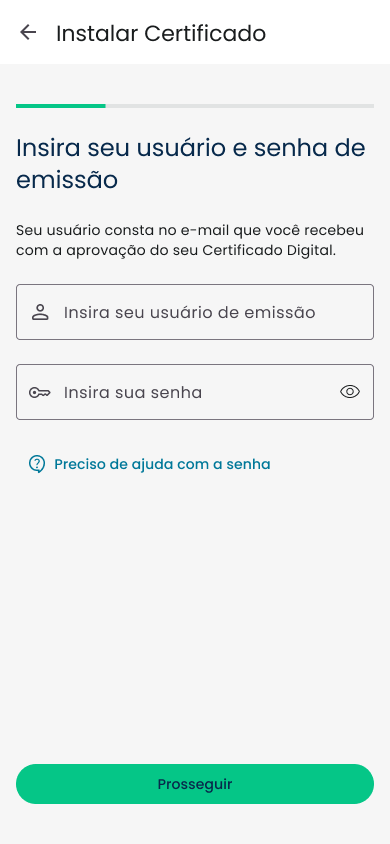 Instalar Certificado
Insira seu usuário e senha de
emissão
Seu usuário consta no e-mail que você recebeu
com a aprovação do seu Certificado Digital.
Insira seu usuário de emissão
Insira sua senha
Preciso de ajuda com a senha
Prosseguir